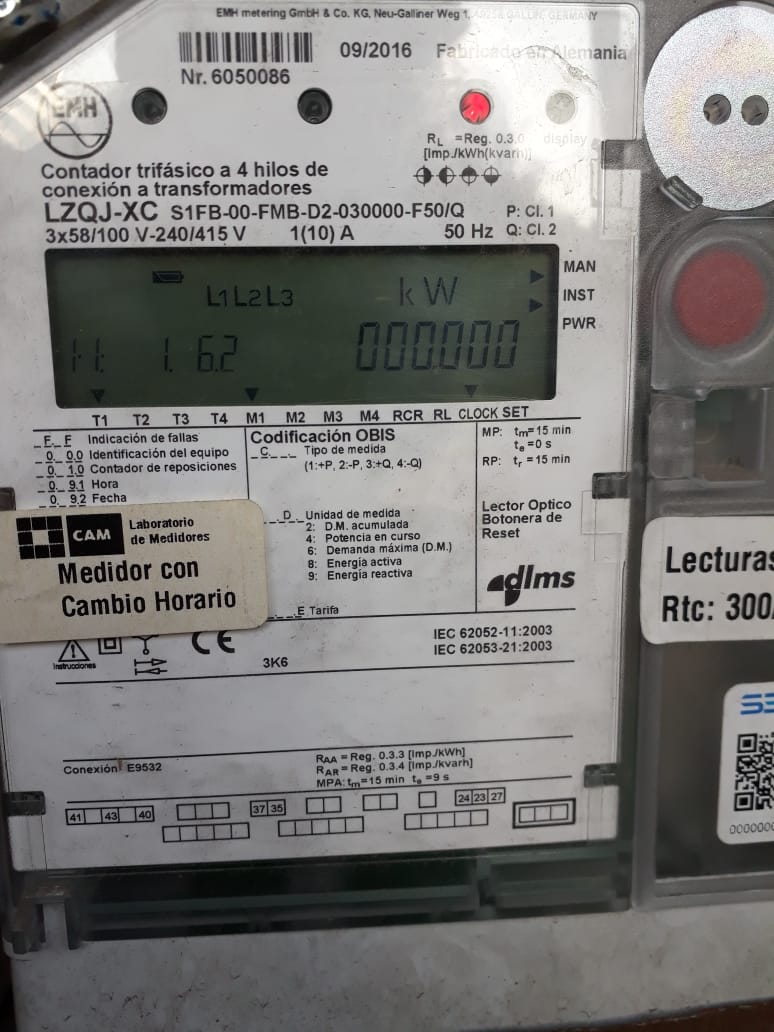 EMH metering GmbH & Co. KG, Neu-Galliner Weg 1, GERMANY
09/2016 Fabricado en Alemania
Nr. 6050086
EMH
RL =Reg. 0.3.0 display
[Imp./kWh(kvarh)]
Contador trifásico a 4 hilos de
conexión a transformadores
LZQJ-XC S1FB-00-FMB-D2-030000-F50/Q P: Cl. 1
3x58/100 V-240/415 V 1(10) A 50 Hz Q: Cl. 2
L1L2L3 kW
1.6.2 000.000
MAN
INST
PWR
T1 T2 T3 T4 M1 M2 M3 M4 RCR RL CLOCK SET
F F Indicación de fallas
0 0.0 Identificación del equipo
0 1.0 Contador de reposiciones
0 9.1 Hora
0 9.2 Fecha
Codificación OBIS
C Tipo de medida
(1:+P, 2:-P, 3:+Q, 4:-Q)
D Unidad de medida
2: D.M. acumulada
4: Potencia en curso
6: Demanda máxima (D.M.)
8: Energía activa
9: Energía reactiva
E Tarifa
MP: tm=15 min
te=0 s
RP: tr=15 min
Lector Optico
Botonera de
Reset
dlms
CAM Laboratorio
de Medidores
Medidor con
Cambio Horario
Lecturas
Rtc: 300
Instrucciones
CE
3K6
IEC 62052-11:2003
IEC 62053-21:2003
Conexión E9532
RAA = Reg. 0.3.3 [Imp./kWh]
RAR = Reg. 0.3.4 [Imp./kvarh]
MPA: tm=15 min te=9 s
41 43 40 37 35 24 23 27